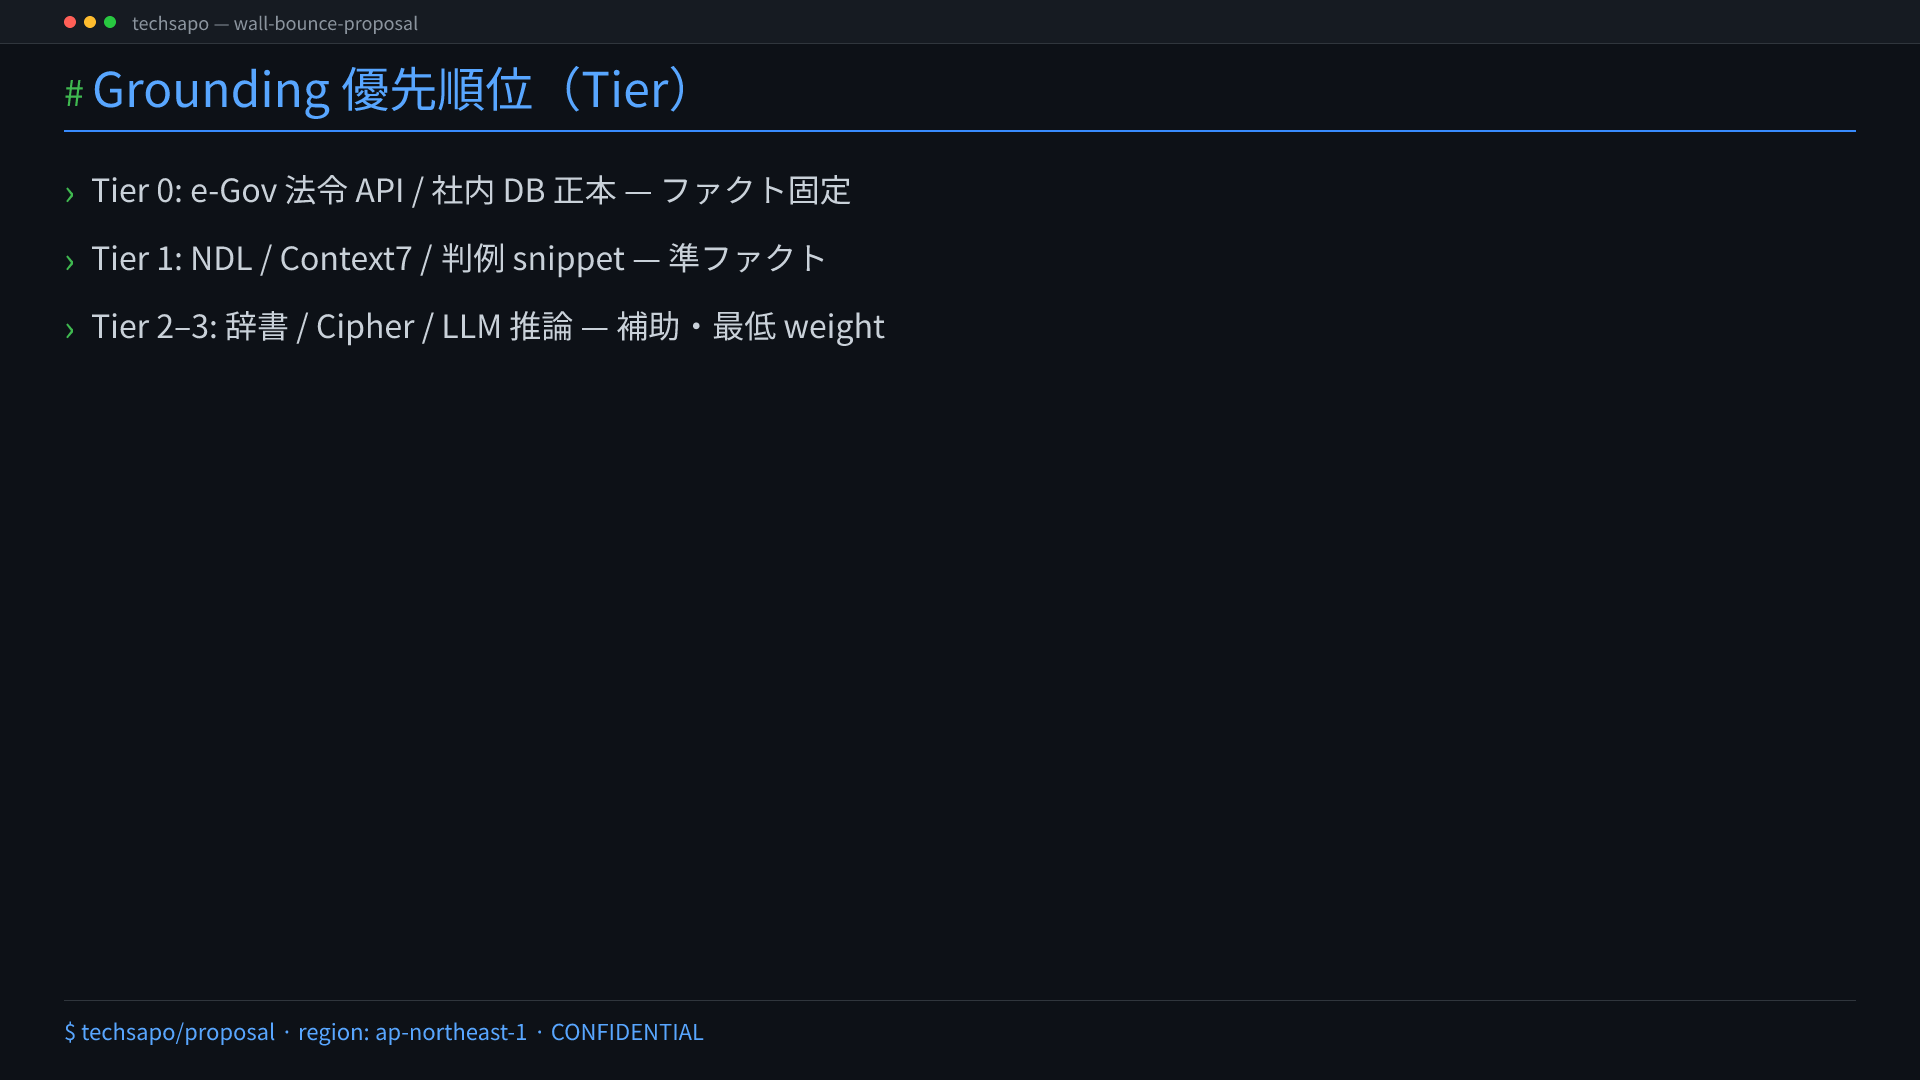 techsapo — wall-bounce-proposal
# Grounding 優先順位（Tier）
› Tier 0: e-Gov 法令 API / 社内 DB 正本 — ファクト固定
› Tier 1: NDL / Context7 / 判例 snippet — 準ファクト
› Tier 2–3: 辞書 / Cipher / LLM 推論 — 補助・最低 weight
$ techsapo/proposal · region: ap-northeast-1 · CONFIDENTIAL